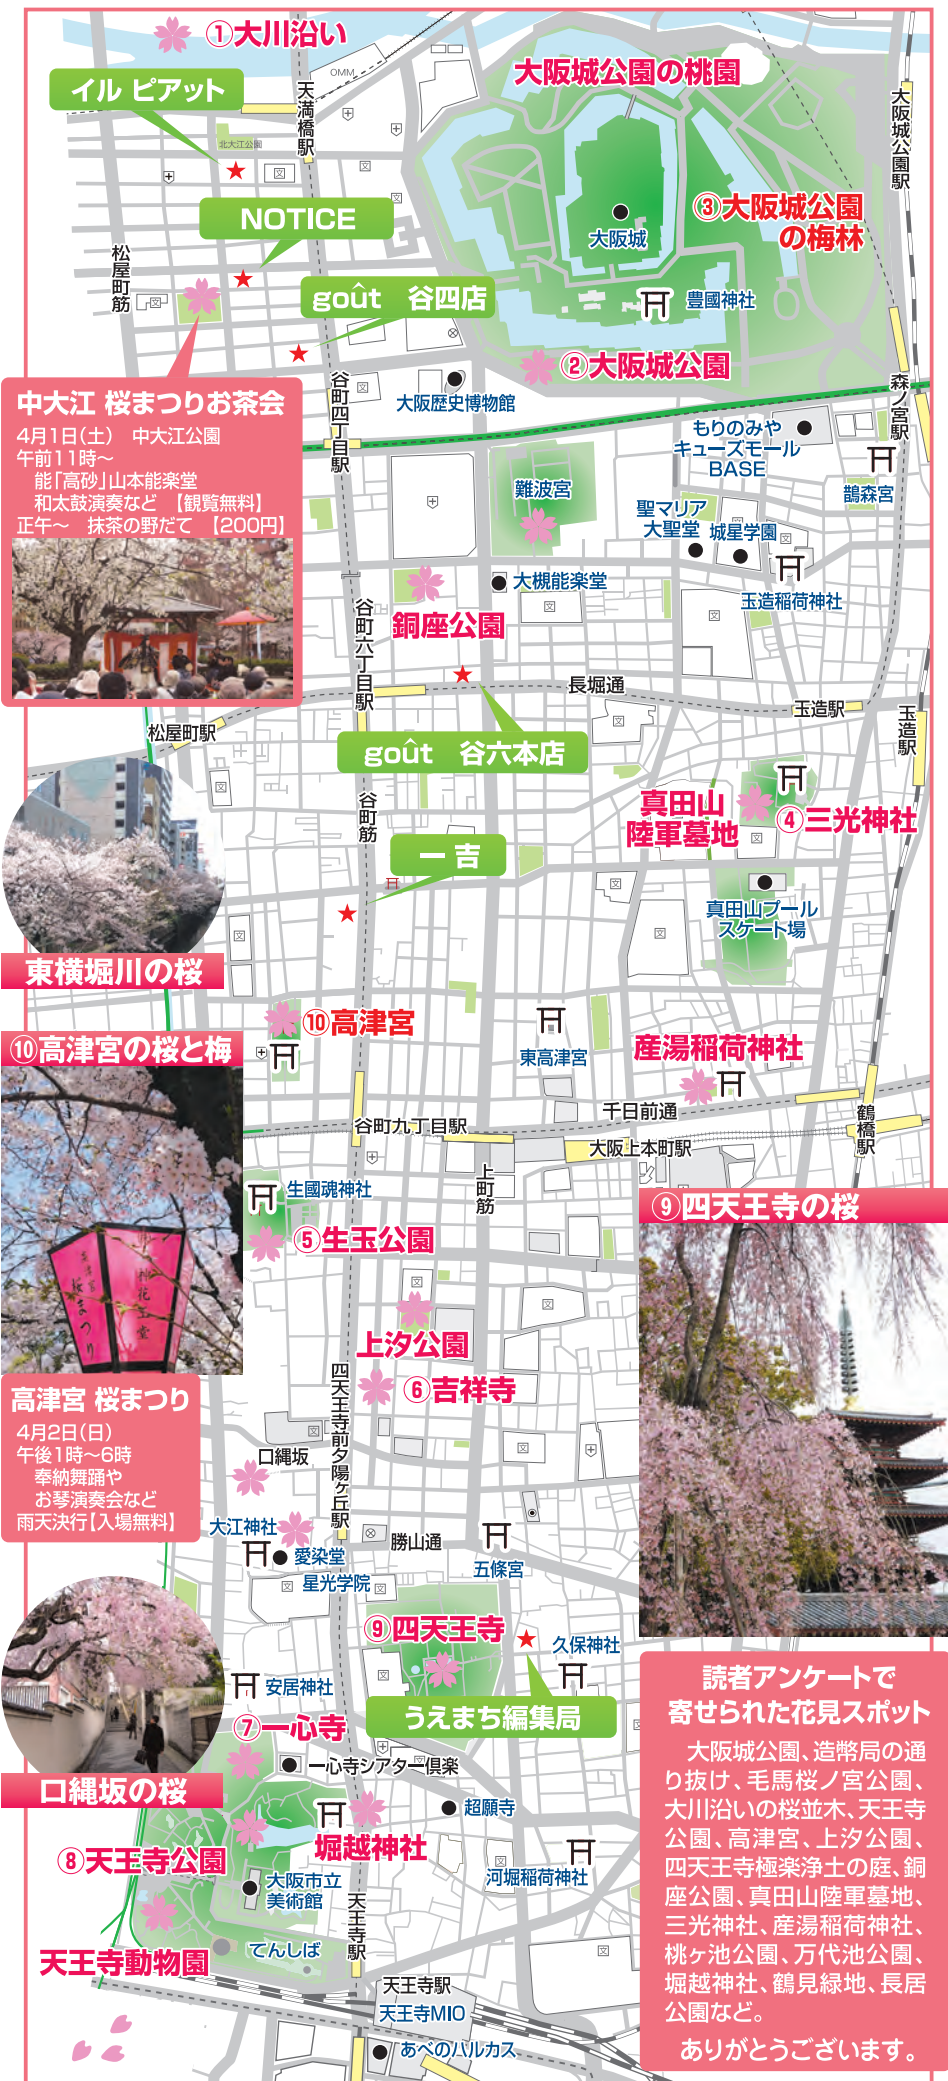 ①大川沿い
イル ピアット
OMM
天満橋駅
北大江公園
大阪城公園の桃園
大阪城公園駅
NOTICE
③大阪城公園
の梅林
大阪城
松屋町筋
goût 谷四店
豊國神社
②大阪城公園
谷町四丁目駅
大阪歴史博物館
森ノ宮駅
中大江 桜まつりお茶会
4月1日(土) 中大江公園
午前11時〜
能「高砂」山本能楽堂
和太鼓演奏など 【観覧無料】
正午〜 抹茶の野だて 【200円】
もりのみや
キューズモール
BASE
難波宮
鵲森宮
聖マリア
大聖堂
城星学園
大槻能楽堂
玉造稲荷神社
銅座公園
谷町六丁目駅
長堀通
玉造駅
玉造駅
松屋町駅
goût 谷六本店
谷町筋
真田山
陸軍墓地
④三光神社
一 吉
真田山プール
スケート場
東横堀川の桜
⑩高津宮
⑩高津宮の桜と梅
東高津宮
産湯稲荷神社
千日前通
谷町九丁目駅
鶴橋駅
大阪上本町駅
上町筋
生國魂神社
⑤生玉公園
⑨四天王寺の桜
桜まつり
上汐公園
⑥吉祥寺
四天王寺前夕陽ヶ丘駅
高津宮 桜まつり
4月2日(日)
午後1時〜6時
奉納舞踊や
お琴演奏会など
雨天決行【入場無料】
口縄坂
大江神社
愛染堂
勝山通
五條宮
星光学院
⑨四天王寺
久保神社
うえまち編集局
安居神社
⑦一心寺
一心寺シアター倶楽
口縄坂の桜
超願寺
堀越神社
⑧天王寺公園
大阪市立
美術館
河堀稲荷神社
天王寺駅
てんしば
天王寺動物園
天王寺駅
天王寺MIO
あべのハルカス
読者アンケートで
寄せられた花見スポット
大阪城公園、造幣局の通
り抜け、毛馬桜ノ宮公園、
大川沿いの桜並木、天王寺
公園、高津宮、上汐公園、
四天王寺極楽浄土の庭、銅
座公園、真田山陸軍墓地、
三光神社、産湯稲荷神社、
桃ヶ池公園、万代池公園、
堀越神社、鶴見緑地、長居
公園など。
ありがとうございます。